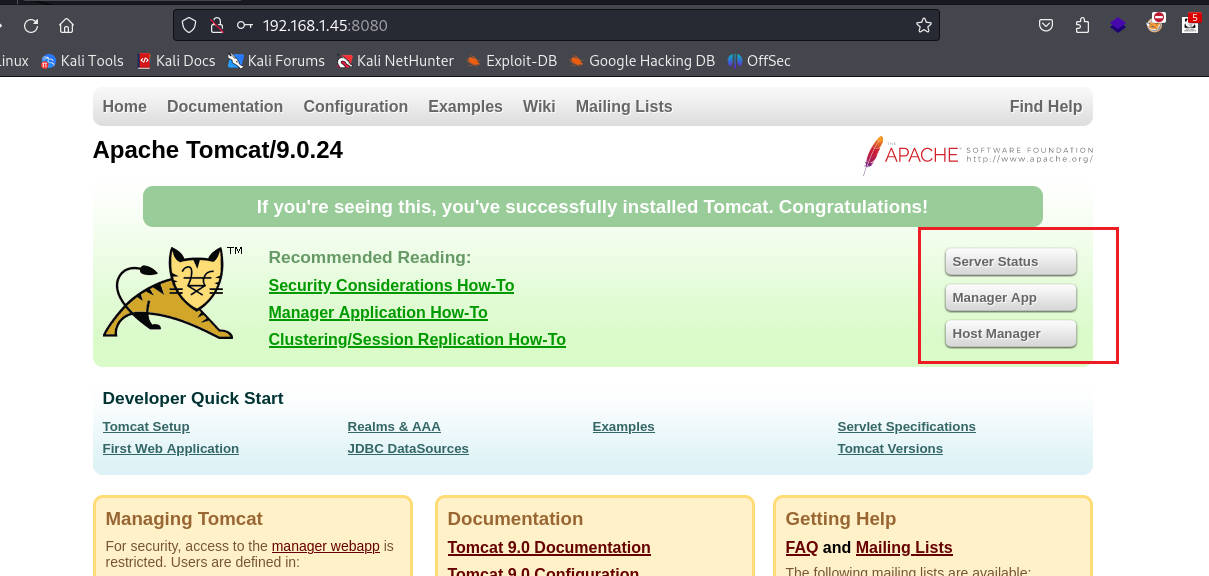 192.168.1.45:8080
5
inux Kali Tools Kali Docs Kali Forums Kali NetHunter Exploit-DB Google Hacking DB OffSec
Home Documentation Configuration Examples Wiki Mailing Lists Find Help
Apache Tomcat/9.0.24
THE
APACHE SOFTWARE FOUNDATION
http://www.apache.org/
If you're seeing this, you've successfully installed Tomcat. Congratulations!
TM
Recommended Reading:
Security Considerations How-To
Manager Application How-To
Clustering/Session Replication How-To
Server Status
Manager App
Host Manager
Developer Quick Start
Tomcat Setup Realms & AAA Examples Servlet Specifications
First Web Application JDBC DataSources Tomcat Versions
Managing Tomcat
For security, access to the manager webapp is
restricted. Users are defined in:
Documentation
Tomcat 9.0 Documentation
Tomcat 9.0 Configuration
Getting Help
FAQ and Mailing Lists
The following mailing lists are available: